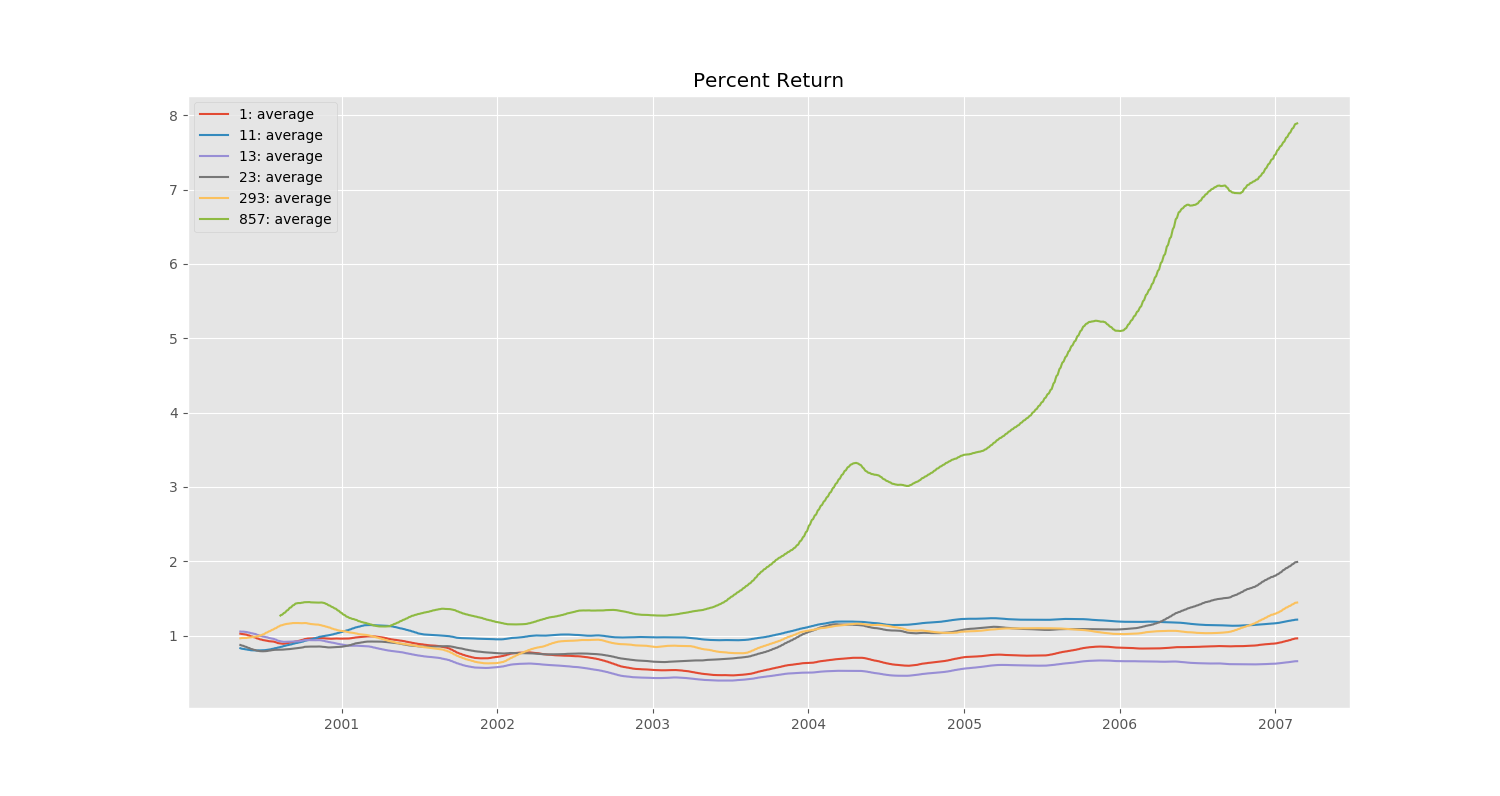 Percent Return
1: average
11: average
13: average
23: average
293: average
857: average
8
7
6
5
4
3
2
1
2001 2002 2003 2004 2005 2006 2007